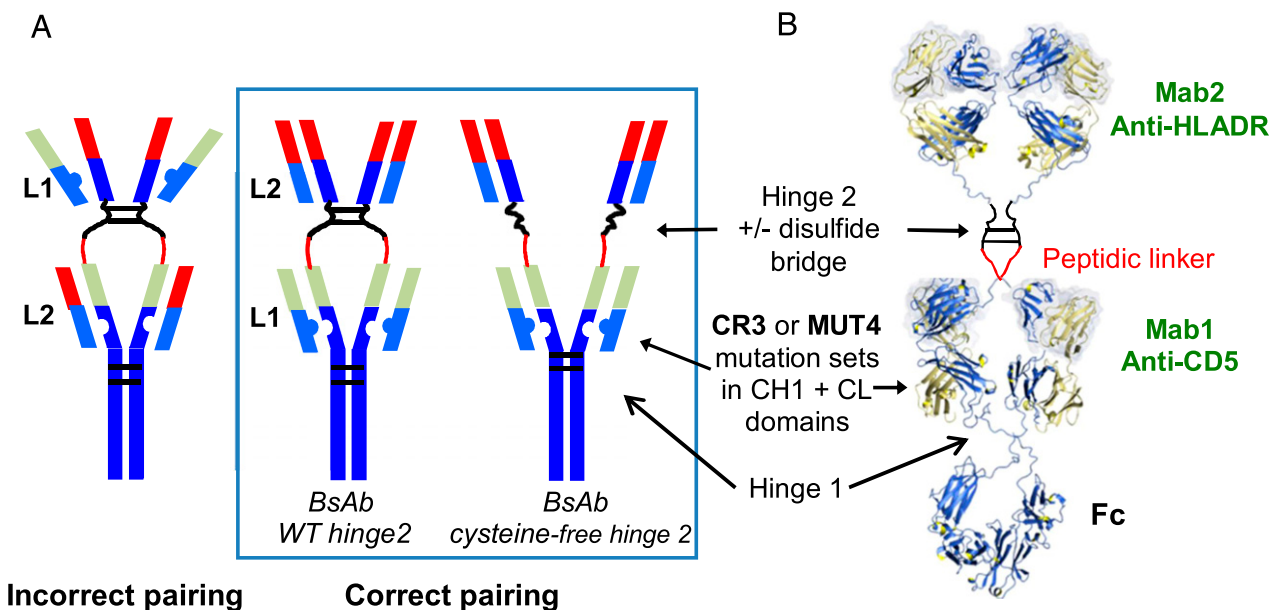 A
B
L1
L2
L2
L1
BsAb
WT hinge2
BsAb
cysteine-free hinge 2
Incorrect pairing
Correct pairing
Hinge 2
+/- disulfide
bridge
CR3 or MUT4
mutation sets
in CH1 + CL
domains
Hinge 1
Mab2
Anti-HLADR
Peptidic linker
Mab1
Anti-CD5
Fc